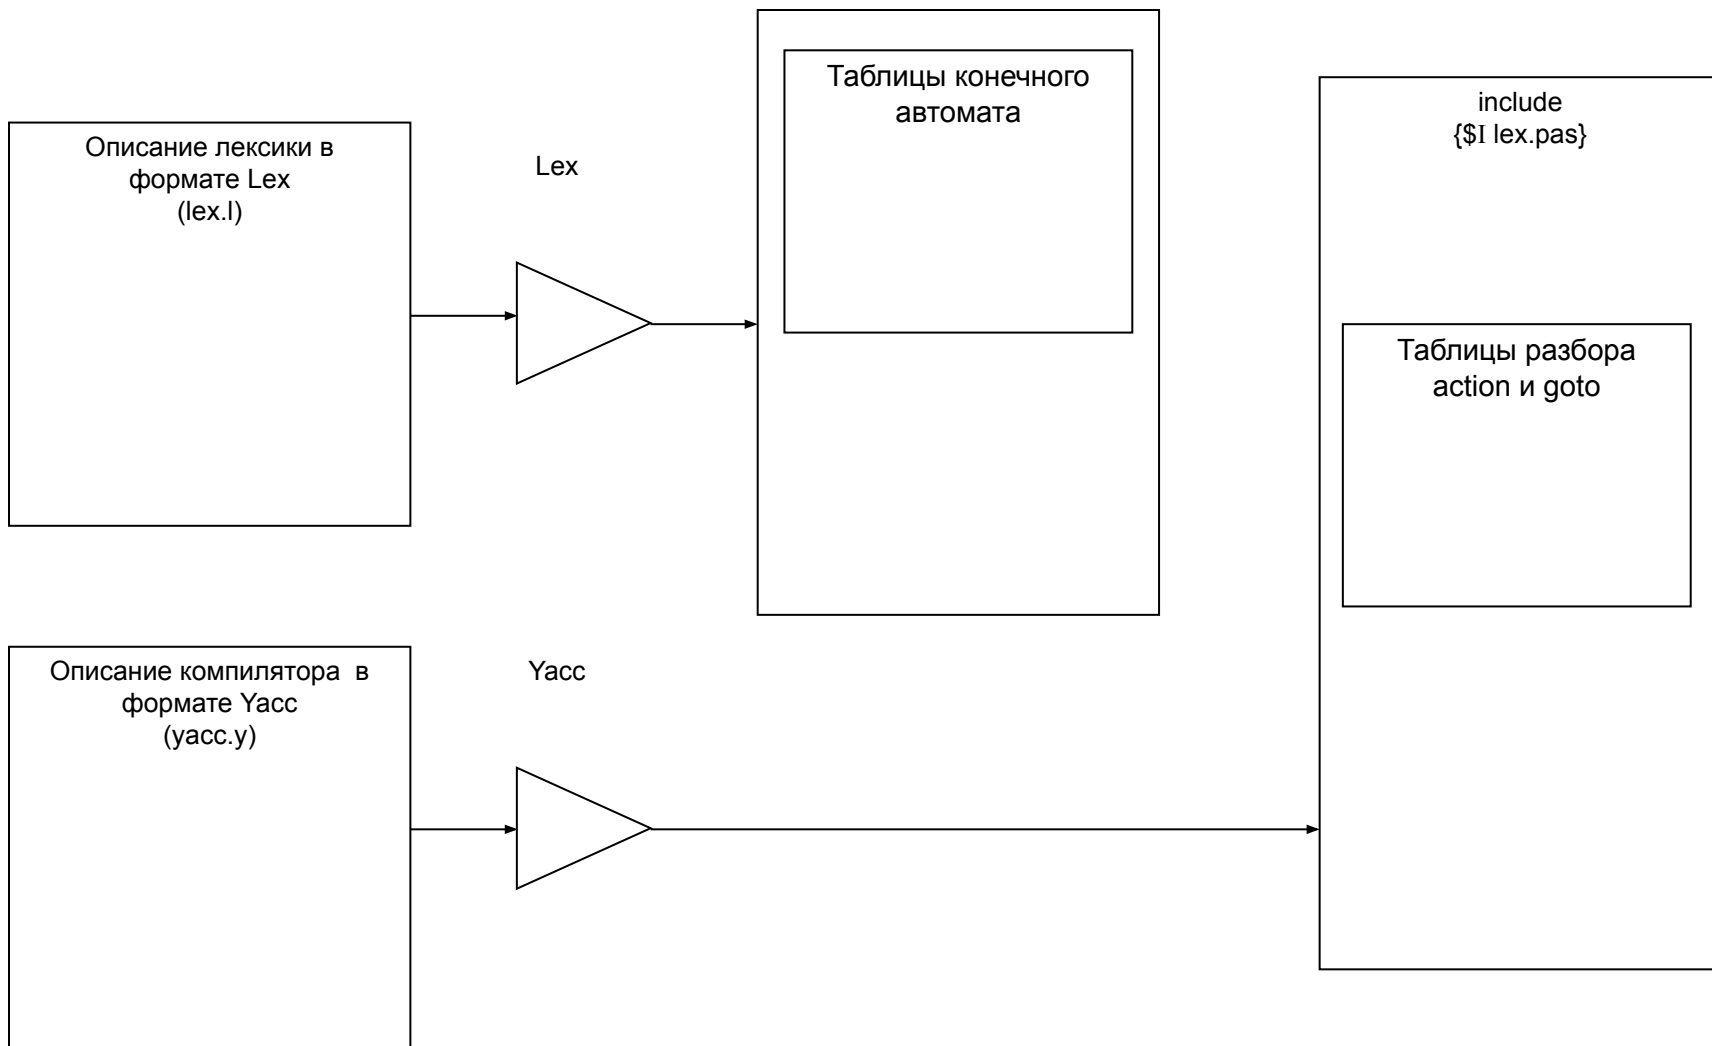 Описание лексики в
формате Lex
(lex.l)
Lex
Таблицы конечного
автомата
include
{$I lex.pas}
Таблицы разбора
action и goto
Описание компилятора  в
формате Yacc
(yacc.y)
Yacc